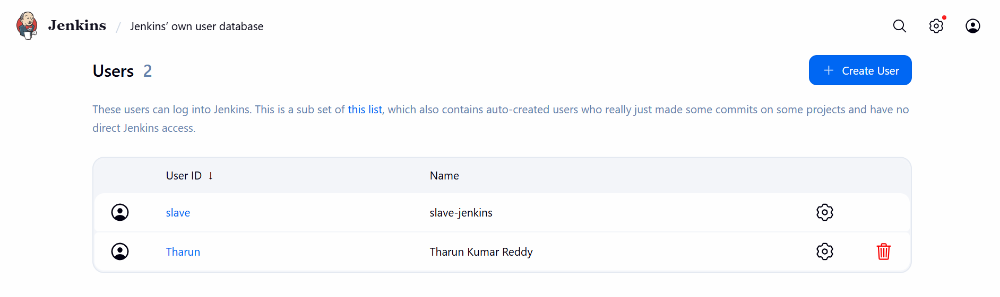 Jenkins / Jenkins’ own user database
Users 2
+ Create User
These users can log into Jenkins. This is a sub set of this list, which also contains auto-created users who really just made some commits on some projects and have no
direct Jenkins access.
User ID ↓ Name
slave slave-jenkins
Tharun Tharun Kumar Reddy